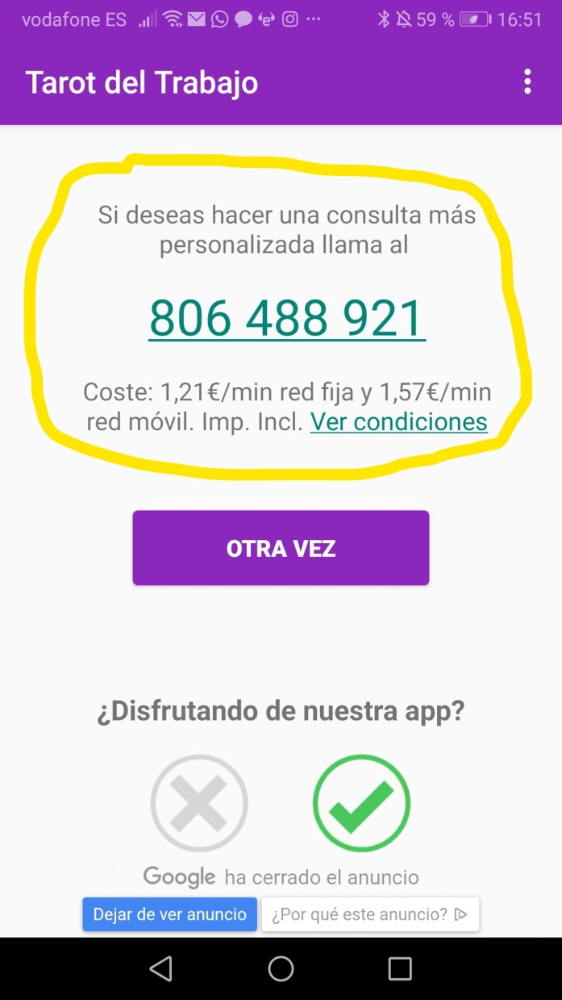 vodafone ES 59 % 16:51
Tarot del Trabajo
Si deseas hacer una consulta más
personalizada llama al
806 488 921
Coste: 1,21€/min red fija y 1,57€/min
red móvil. Imp. Incl. Ver condiciones
OTRA VEZ
¿Disfrutando de nuestra app?
Google ha cerrado el anuncio
Dejar de ver anuncio ¿Por qué este anuncio?